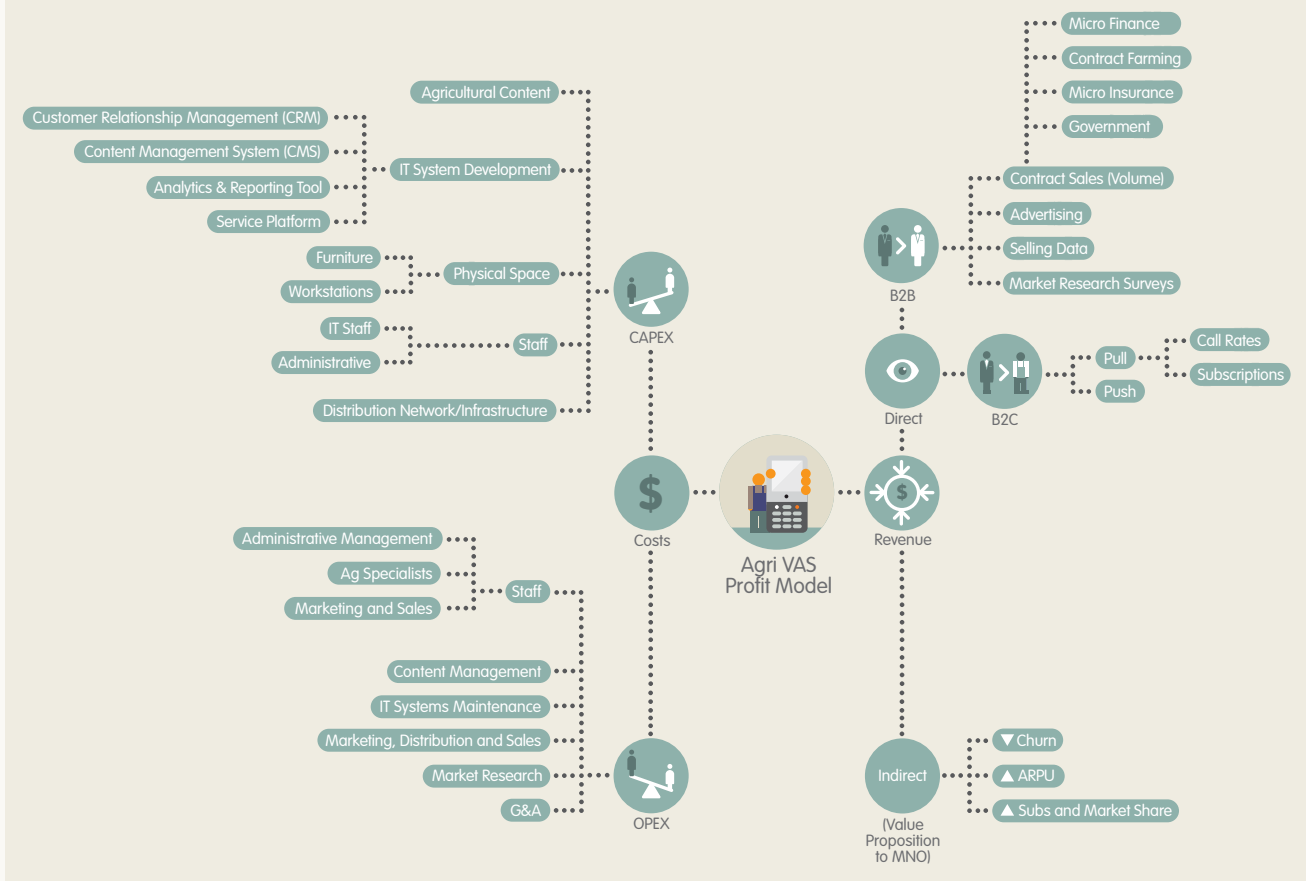 Micro Finance
Contract Farming
Micro Insurance
Government
Contract Sales (Volume)
Advertising
Selling Data
Market Research Surveys
B2B
Direct
B2C
Pull
Push
Call Rates
Subscriptions
Agricultural Content
Customer Relationship Management (CRM)
Content Management System (CMS)
Analytics & Reporting Tool
Service Platform
IT System Development
Furniture
Workstations
Physical Space
IT Staff
Administrative
Staff
Distribution Network/Infrastructure
CAPEX
$
Costs
Agri VAS
Profit Model
$
Revenue
Administrative Management
Ag Specialists
Marketing and Sales
Staff
Content Management
IT Systems Maintenance
Marketing, Distribution and Sales
Market Research
G&A
OPEX
Indirect
(Value
Proposition
to MNO)
▼ Churn
▲ ARPU
▲ Subs and Market Share